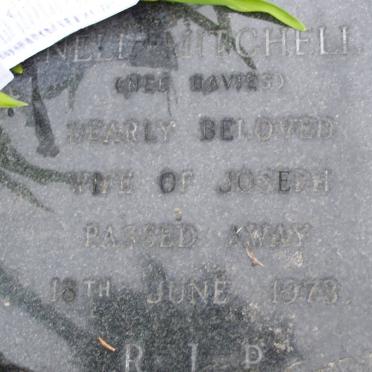 NELL MITCHELL
(NEE DAVIES)
DEARLY BELOVED
WIFE OF JOSEPH
PASSED AWAY
18TH JUNE 1973.
R I P